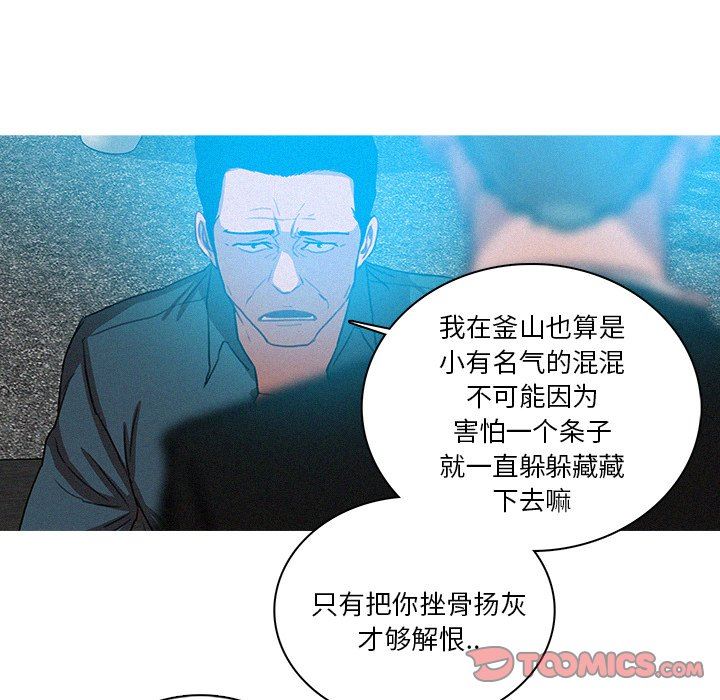 我在釜山也算是
小有名气的混混
不可能因为
害怕一个条子
就一直躲躲藏藏
下去嘛
只有把你挫骨扬灰
才够解恨..
TOOMICS.COM